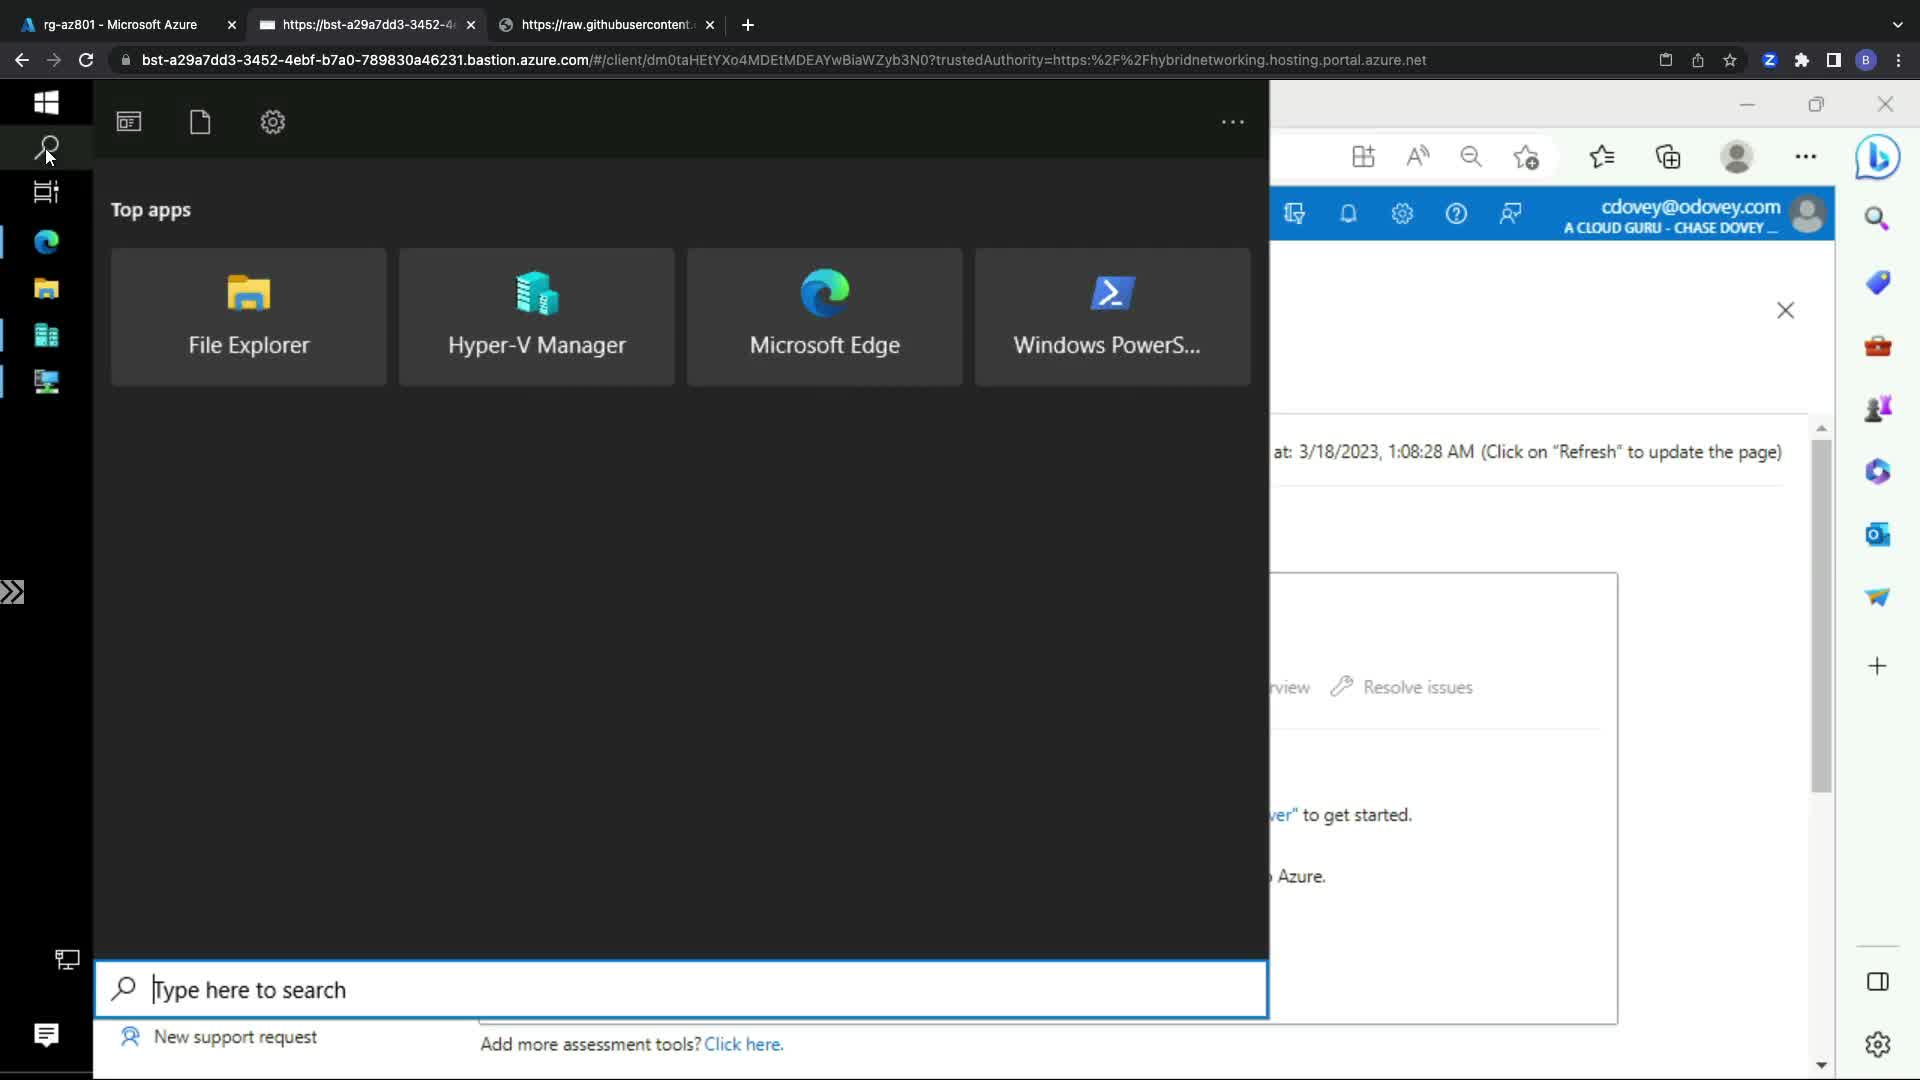 rg-az801 - Microsoft Azure
https://bst-a29a7dd3-3452-4
https://raw.githubusercontent.
bst-a29a7dd3-3452-4ebf-b7a0-789830a46231.bastion.azure.com/#/client/dm0taHEtYXo4MDEtMDEAYwBiaWZyb3N0?trustedAuthority=https:%2F%2Fhybridnetworking.hosting.portal.azure.net
B
cdovey@odovey.com
A CLOUD GURU - CHASE DOVEY ...
Top apps
File Explorer
Hyper-V Manager
Microsoft Edge
Windows PowerS...
at: 3/18/2023, 1:08:28 AM (Click on "Refresh" to update the page)
rview
Resolve issues
ver" to get started.
Azure.
Type here to search
New support request
Add more assessment tools? Click here.